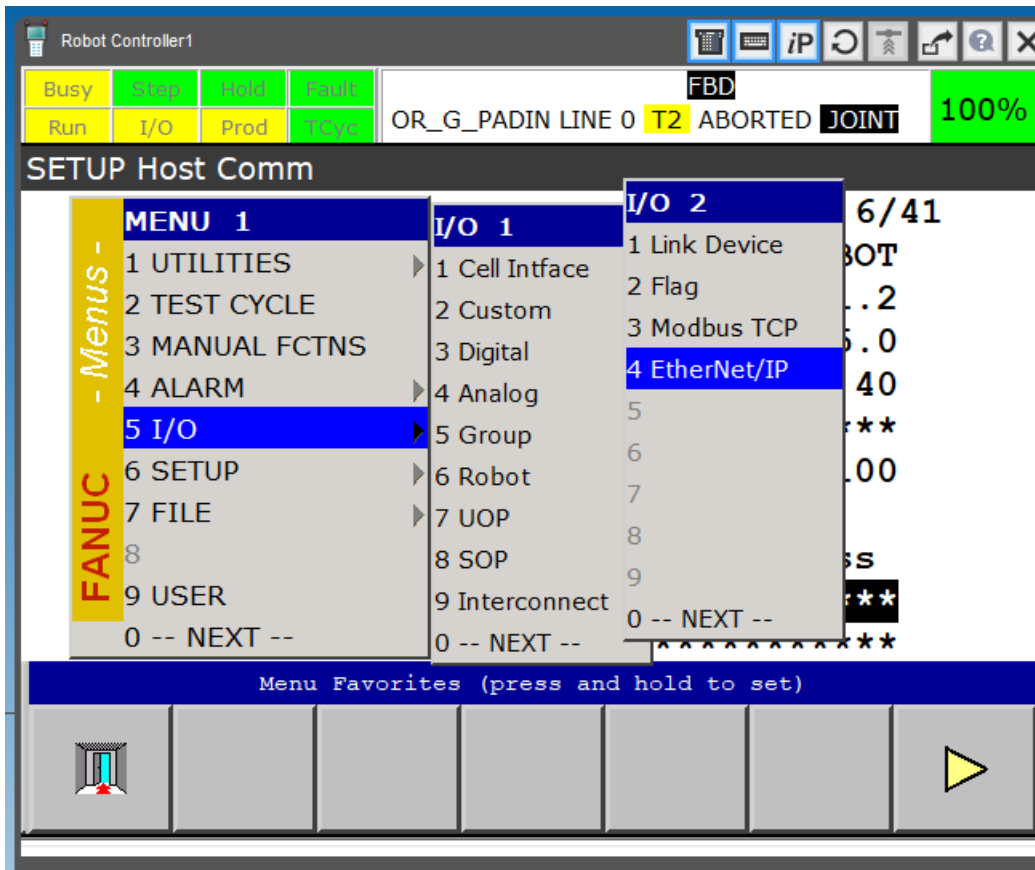 Robot Controller1
iP
Busy Step Hold Fault
Run I/O Prod TCyc
FBD
OR_G_PADIN LINE 0 T2 ABORTED JOINT
100%
SETUP Host Comm
6/41
FANUC - Menus -
MENU 1
1 UTILITIES
2 TEST CYCLE
3 MANUAL FCTNS
4 ALARM
5 I/O
6 SETUP
7 FILE
8
9 USER
0 -- NEXT --
I/O 1
1 Cell Intface
2 Custom
3 Digital
4 Analog
5 Group
6 Robot
7 UOP
8 SOP
9 Interconnect
0 -- NEXT --
I/O 2
1 Link Device
2 Flag
3 Modbus TCP
4 EtherNet/IP
5
6
7
8
9
0 -- NEXT --
.2
.0
40
**
.00
**
***********
Menu Favorites (press and hold to set)